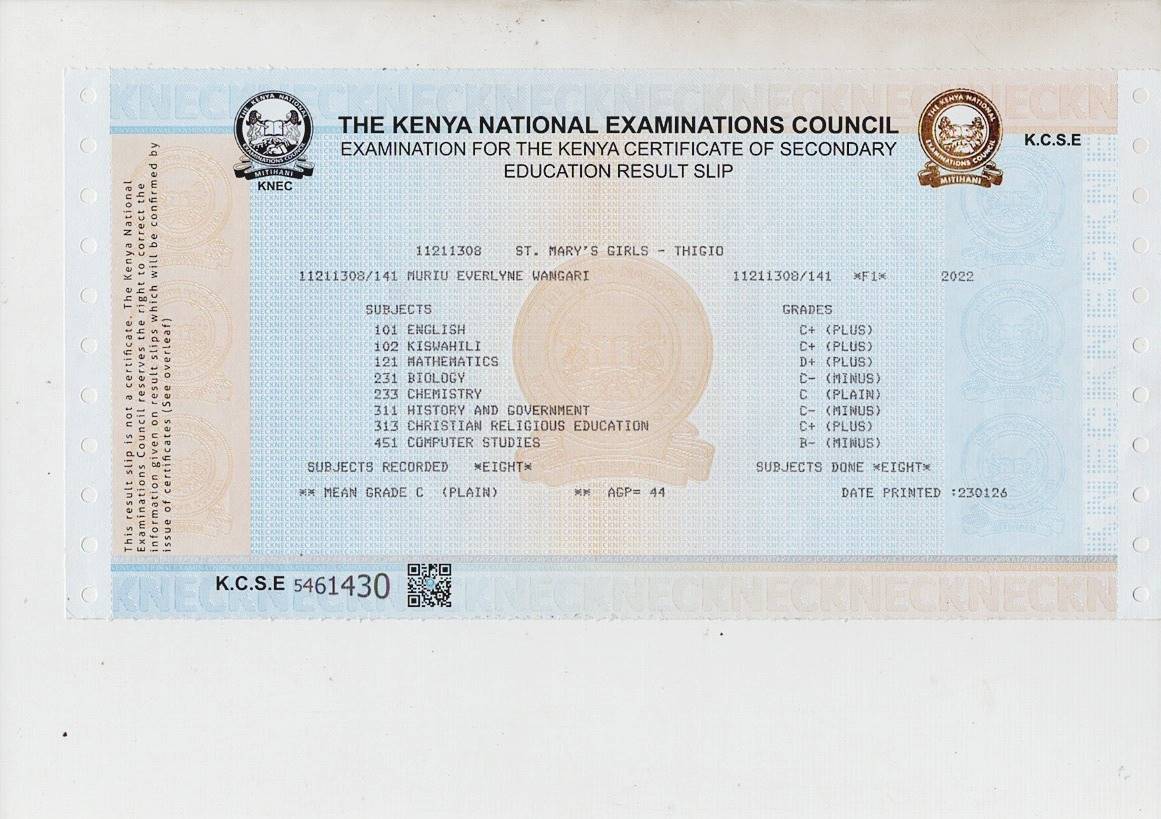 THE KENYA NATIONAL EXAMINATIONS COUNCIL
EXAMINATION FOR THE KENYA CERTIFICATE OF SECONDARY
EDUCATION RESULT SLIP
THE KENYA NATIONAL
EXAMINATIONS COUNCIL
MITIHANI
KNEC
THE KENYA NATIONAL
EXAMINATIONS COUNCIL
MITIHANI
K.C.S.E
This result slip is not a certificate. The Kenya National
Examinations Council reserves the right to correct the
information given on result slips which will be confirmed by
issue of certificates (See overleaf)
11211308 ST. MARY'S GIRLS - THIGIO
11211308/141 MURIU EVERLYNE WANGARI 11211308/141 *F1* 2022
SUBJECTS GRADES
101 ENGLISH C+ (PLUS)
102 KISWAHILI C+ (PLUS)
121 MATHEMATICS D+ (PLUS)
231 BIOLOGY C- (MINUS)
233 CHEMISTRY C (PLAIN)
311 HISTORY AND GOVERNMENT C- (MINUS)
313 CHRISTIAN RELIGIOUS EDUCATION C+ (PLUS)
451 COMPUTER STUDIES B- (MINUS)
SUBJECTS RECORDED *EIGHT* SUBJECTS DONE *EIGHT*
** MEAN GRADE C (PLAIN) ** AGP= 44 DATE PRINTED :230126
K.C.S.E 5461430